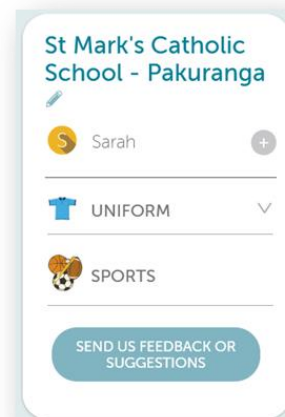 St Mark's Catholic
School - Pakuranga
S Sarah
UNIFORM
SPORTS
SEND US FEEDBACK OR
SUGGESTIONS